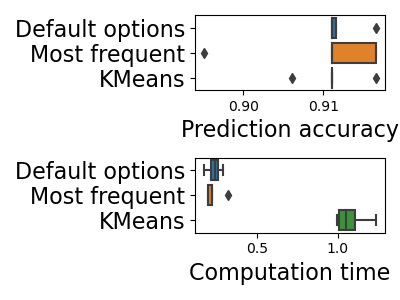 Default options
Most frequent
KMeans
0.90 0.91
Prediction accuracy
Default options
Most frequent
KMeans
0.5 1.0
Computation time